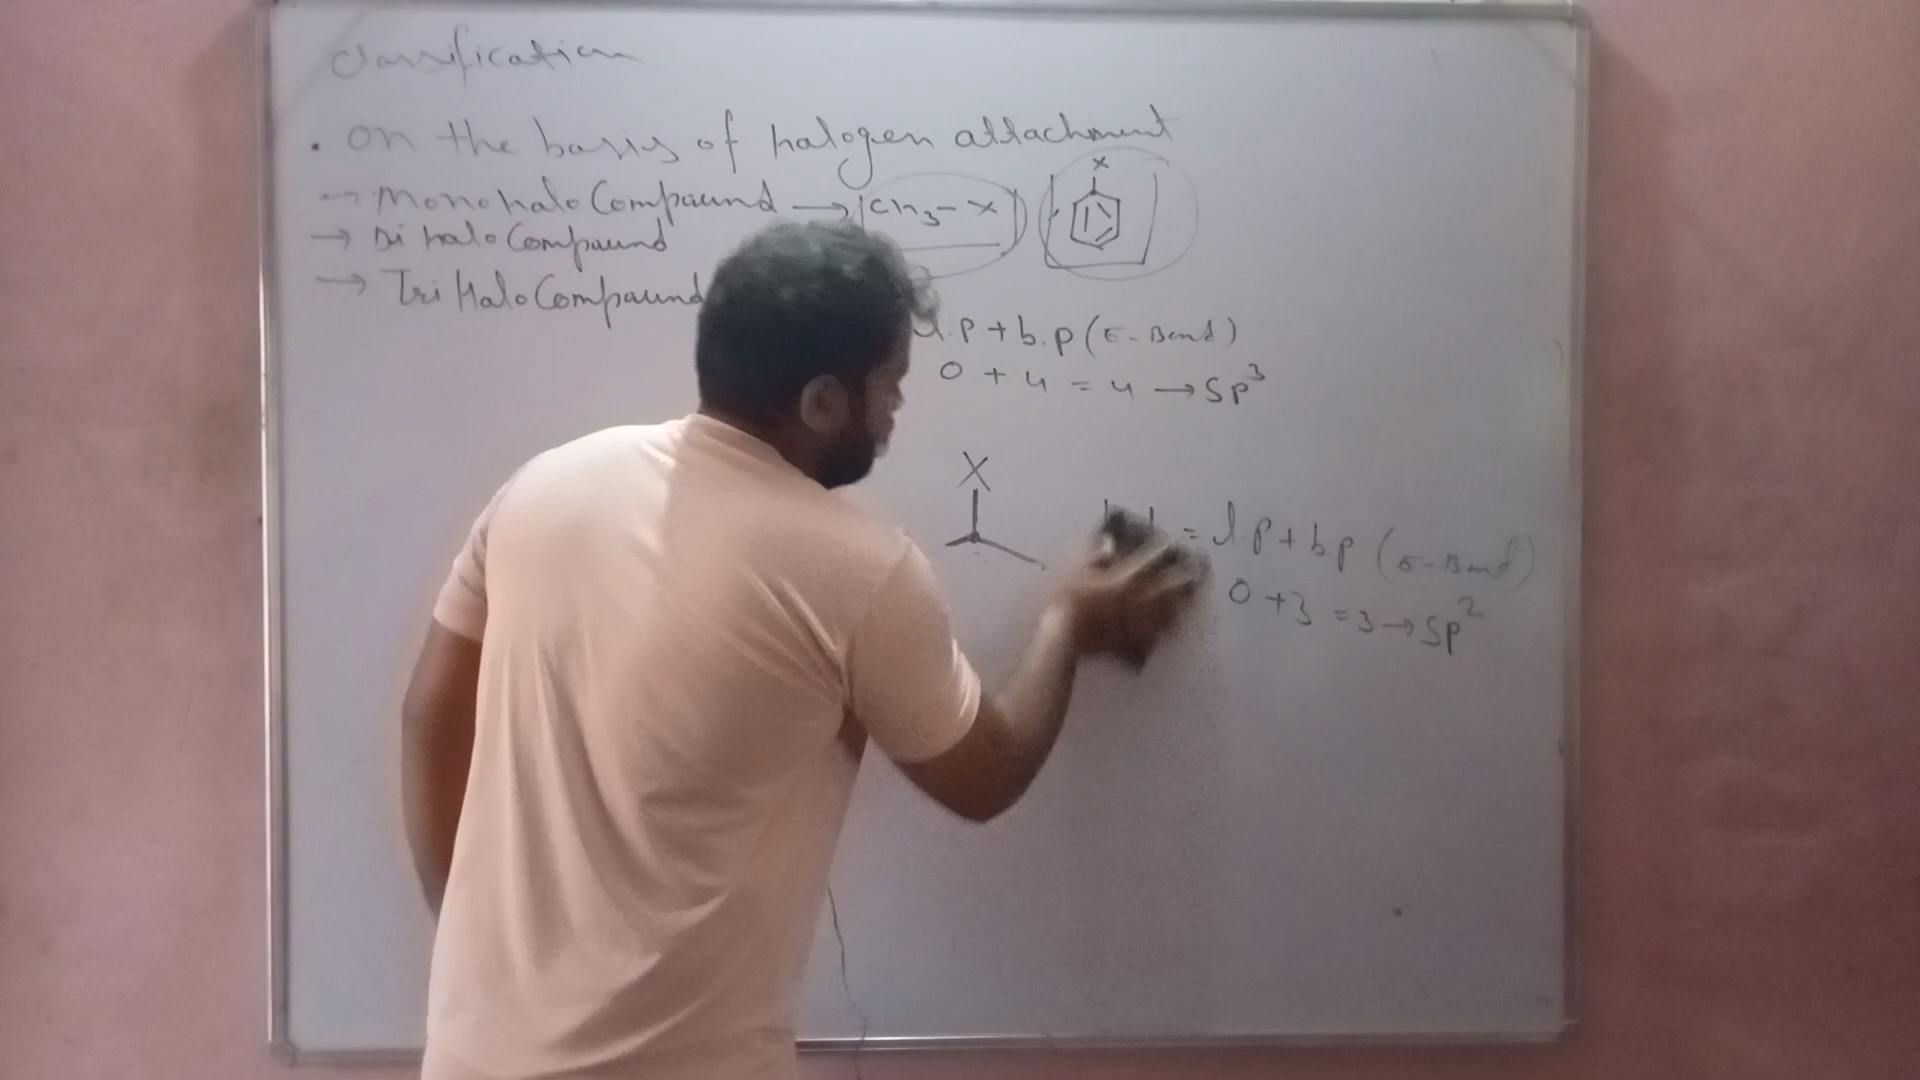 Classification
. on the basis of halogen attachment
→ Mono halo Compound → CH3-X
X
→ Di halo Compound
→ Tri Halo Compound
l.p + b.p (σ-Bond)
0 + 4 = 4 → Sp3
X
= l.p + b.p (σ-Bond)
0 + 3 = 3 → Sp2